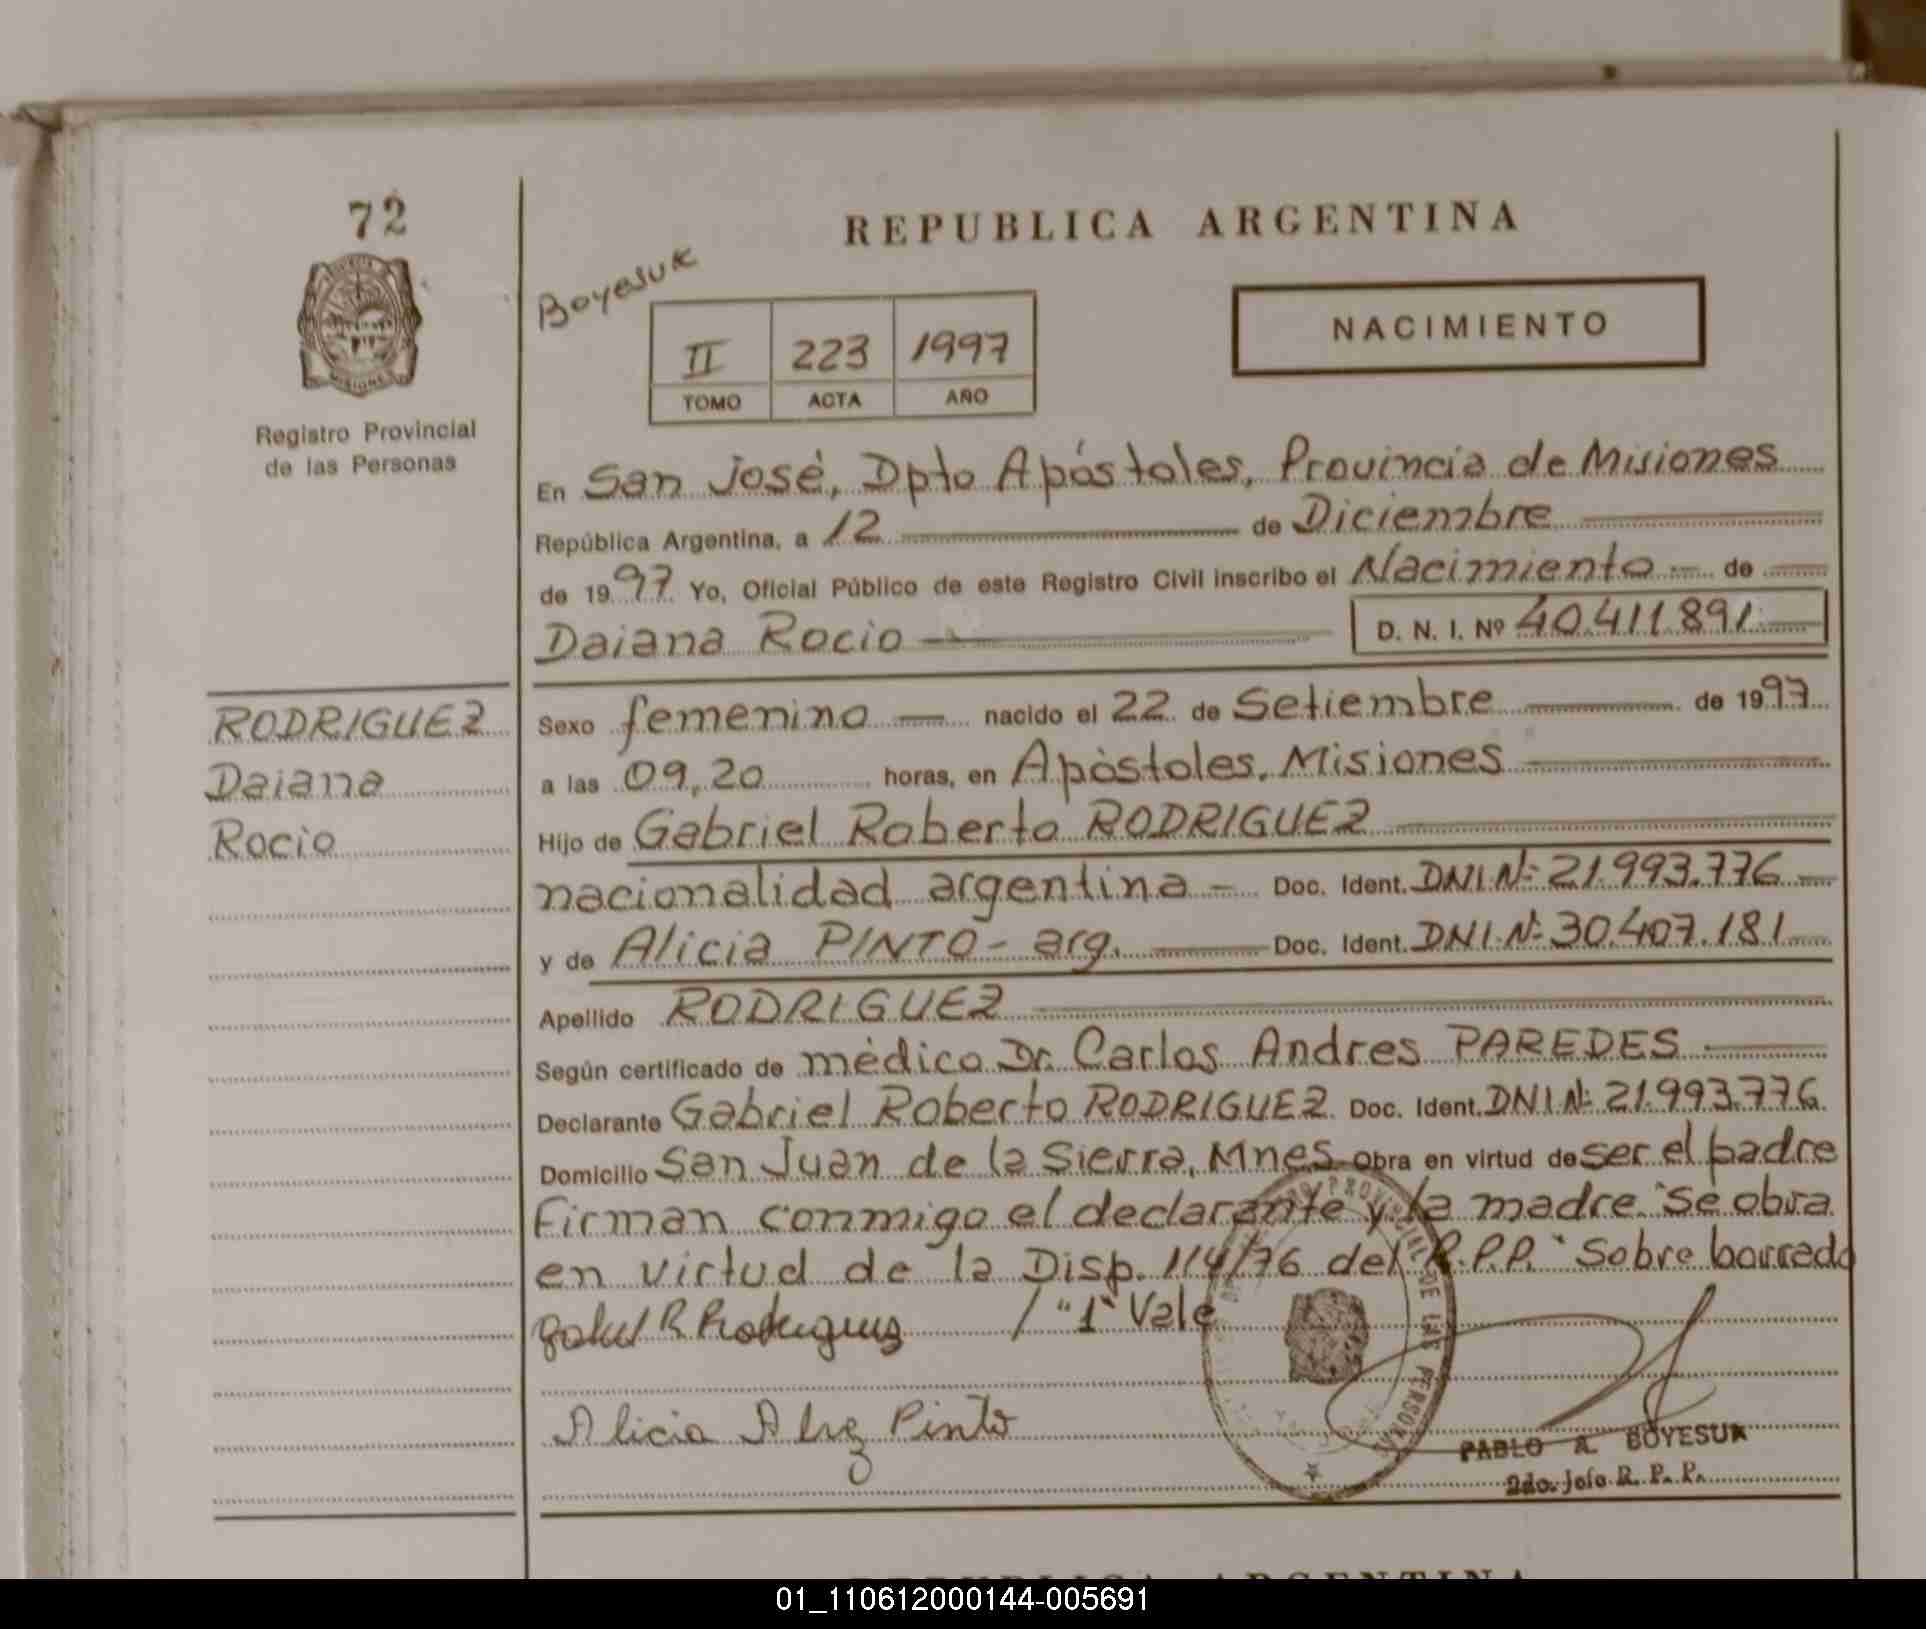 72
REPUBLICA ARGENTINA
Boyesuk
NACIMIENTO
II 223 1997
TOMO ACTA AÑO
MISIONES
Registro Provincial
de las Personas
En San José, Dpto Apóstoles, Provincia de Misiones
República Argentina, a 12 de Diciembre
de 1997 Yo, Oficial Público de este Registro Civil inscribo el Nacimiento de
Daiana Rocio D. N. I. Nº 40.411.891
RODRIGUEZ
Daiana
Rocio
Sexo femenino nacido el 22 de Setiembre de 1997
a las 09,20 horas, en Apóstoles, Misiones
Hijo de Gabriel Roberto RODRIGUEZ
nacionalidad argentina - Doc. Ident. DNI Nº 21.993.776
y de Alicia PINTO - arg. Doc. Ident. DNI Nº 30.407.181
Apellido RODRIGUEZ
Según certificado de médico Dr. Carlos Andres PAREDES
Declarante Gabriel Roberto RODRIGUEZ Doc. Ident. DNI Nº 21.993.776
Domicilio San Juan de la Sierra, Mnes obra en virtud de ser el padre
Firman conmigo el declarante y la madre "Se obra
en virtud de la Disp. 114/76 del R.P.P." Sobre borrado
/ "1" Vale
R Rodriguez
Alicia Pinto
PABLO A. BOYESUK
2do. Jefe R. P. P.
REPUBLICA ARGENTINA
01_110612000144-005691